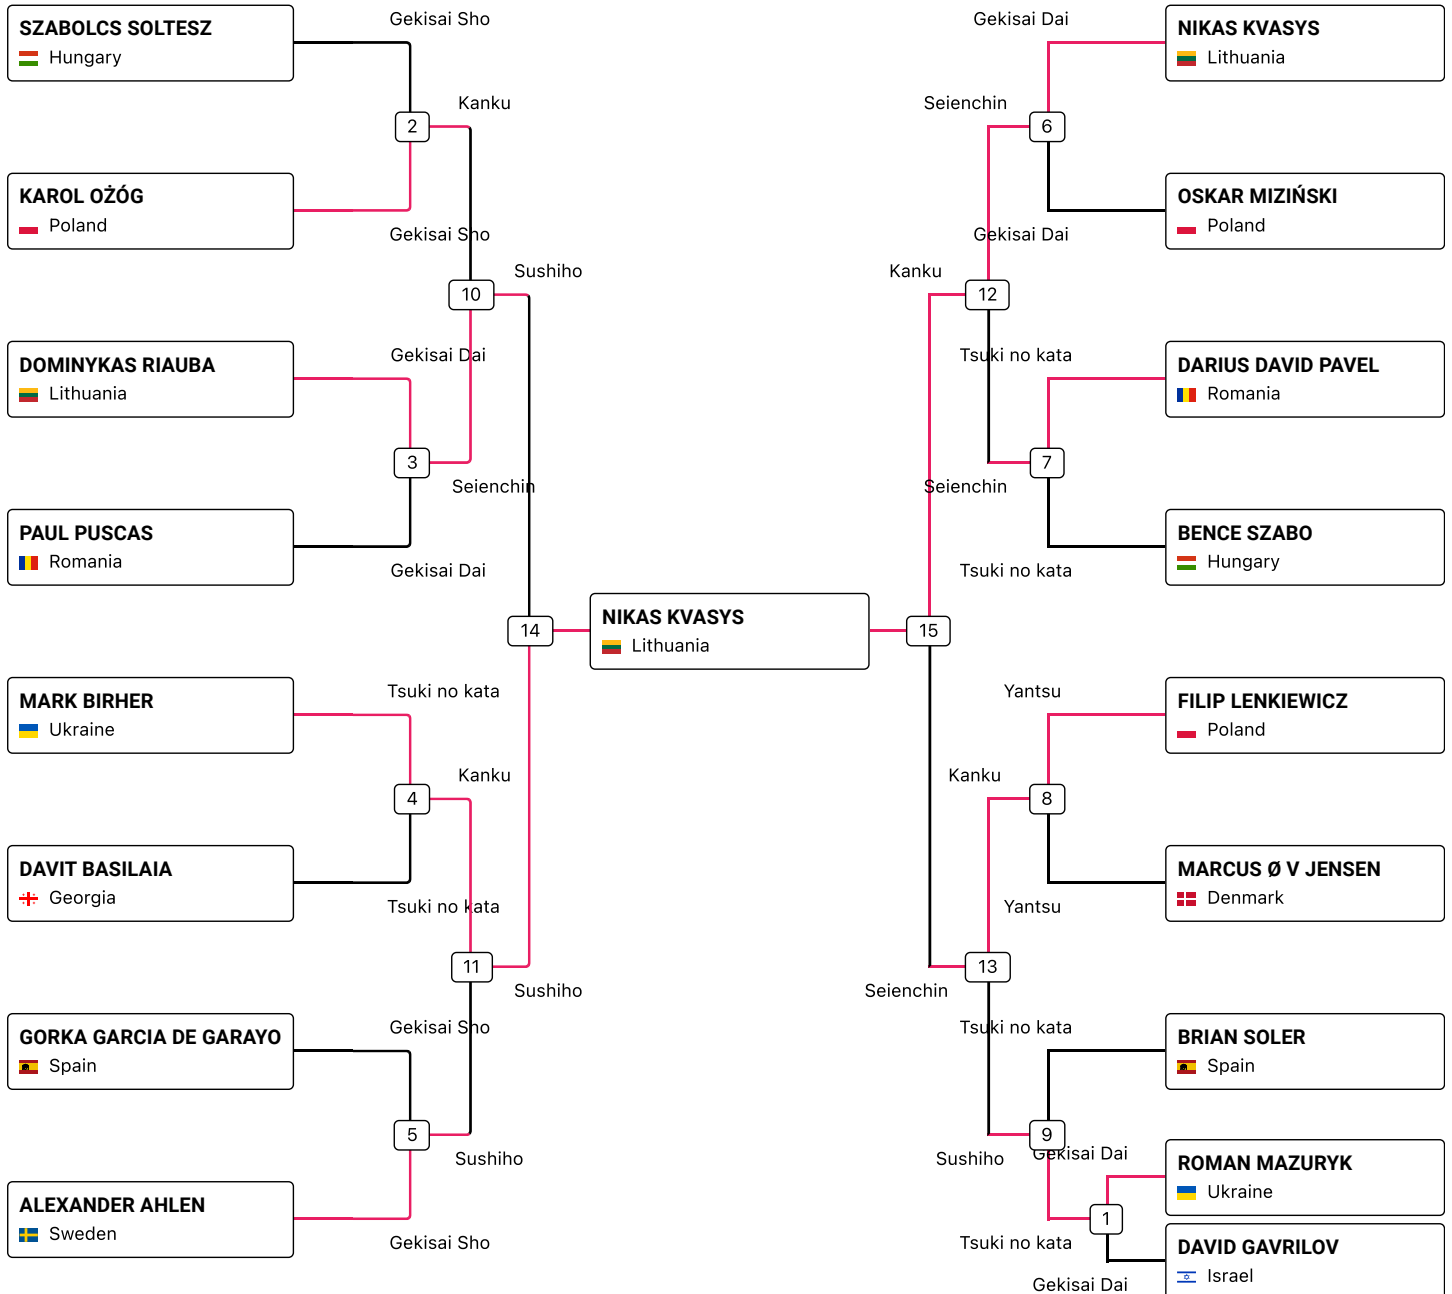 Gekisai Sho
SZABOLCS SOLTESZ
Hungary
Kanku
2
KAROL OŻÓG
Poland
Gekisai Sho
Sushiho
10
Gekisai Dai
DOMINYKAS RIAUBA
Lithuania
3
Seienchin
PAUL PUSCAS
Romania
Gekisai Dai
14
NIKAS KVASYS
Lithuania
15
Tsuki no kata
MARK BIRHER
Ukraine
Kanku
4
DAVIT BASILAIA
Georgia
Tsuki no kata
11
Sushiho
Gekisai Sho
GORKA GARCIA DE GARAYO
Spain
5
Sushiho
ALEXANDER AHLEN
Sweden
Gekisai Sho
Gekisai Dai
NIKAS KVASYS
Lithuania
Seienchin
6
OSKAR MIZIŃSKI
Poland
Gekisai Dai
Kanku
12
Tsuki no kata
DARIUS DAVID PAVEL
Romania
7
Seienchin
BENCE SZABO
Hungary
Tsuki no kata
Yantsu
FILIP LENKIEWICZ
Poland
Kanku
8
MARCUS Ø V JENSEN
Denmark
Yantsu
13
Seienchin
Tsuki no kata
BRIAN SOLER
Spain
9
Gekisai Dai
Sushiho
ROMAN MAZURYK
Ukraine
1
Tsuki no kata
DAVID GAVRILOV
Israel
Gekisai Dai